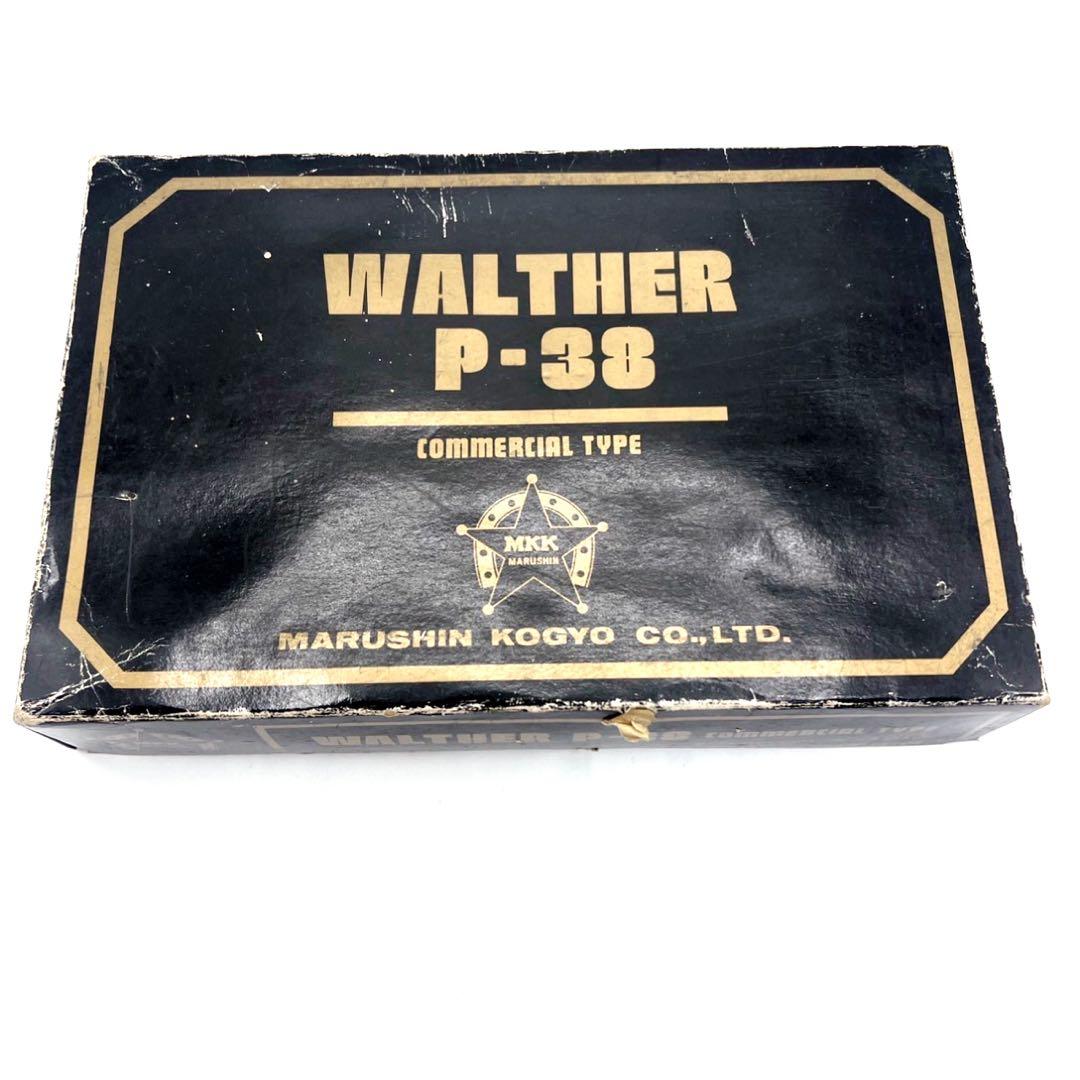 WALTHER
P-38
COMMERCIAL TYPE
MKK
MARUSHIN
MARUSHIN KOGYO CO.,LTD.
WALTHER P-38 COMMERCIAL TYPE